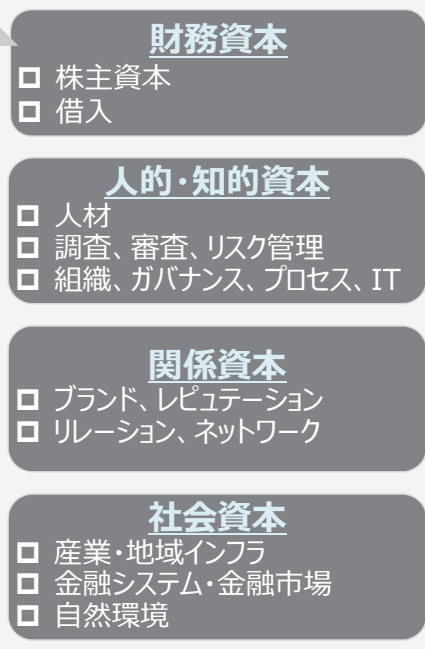 財務資本
株主資本
借入
人的・知的資本
人材
調査、審査、リスク管理
組織、ガバナンス、プロセス、IT
関係資本
ブランド、レピュテーション
リレーション、ネットワーク
社会資本
産業・地域インフラ
金融システム・金融市場
自然環境